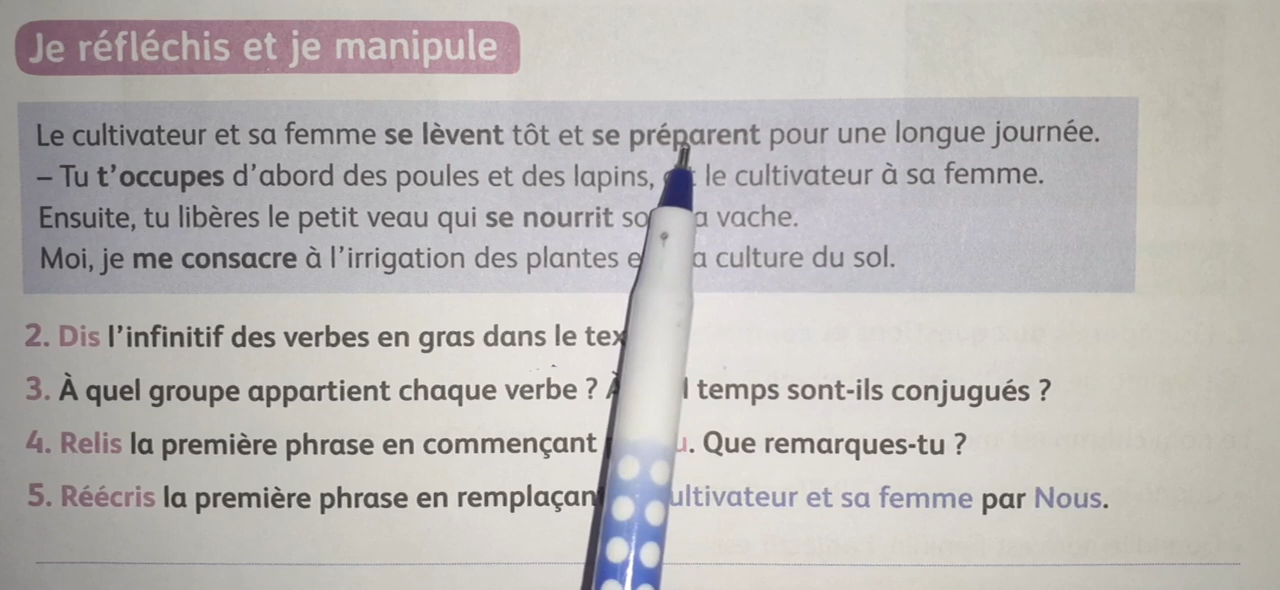 Je réfléchis et je manipule
Le cultivateur et sa femme se lèvent tôt et se préparent pour une longue journée.
– Tu t'occupes d'abord des poules et des lapins, le cultivateur à sa femme.
Ensuite, tu libères le petit veau qui se nourrit vache.
Moi, je me consacre à l'irrigation des plantes culture du sol.
2. Dis l'infinitif des verbes en gras dans le
3. À quel groupe appartient chaque verbe ? temps sont-ils conjugués ?
4. Relis la première phrase en commençant . Que remarques-tu ?
5. Réécris la première phrase en remplaçant et sa femme par Nous.